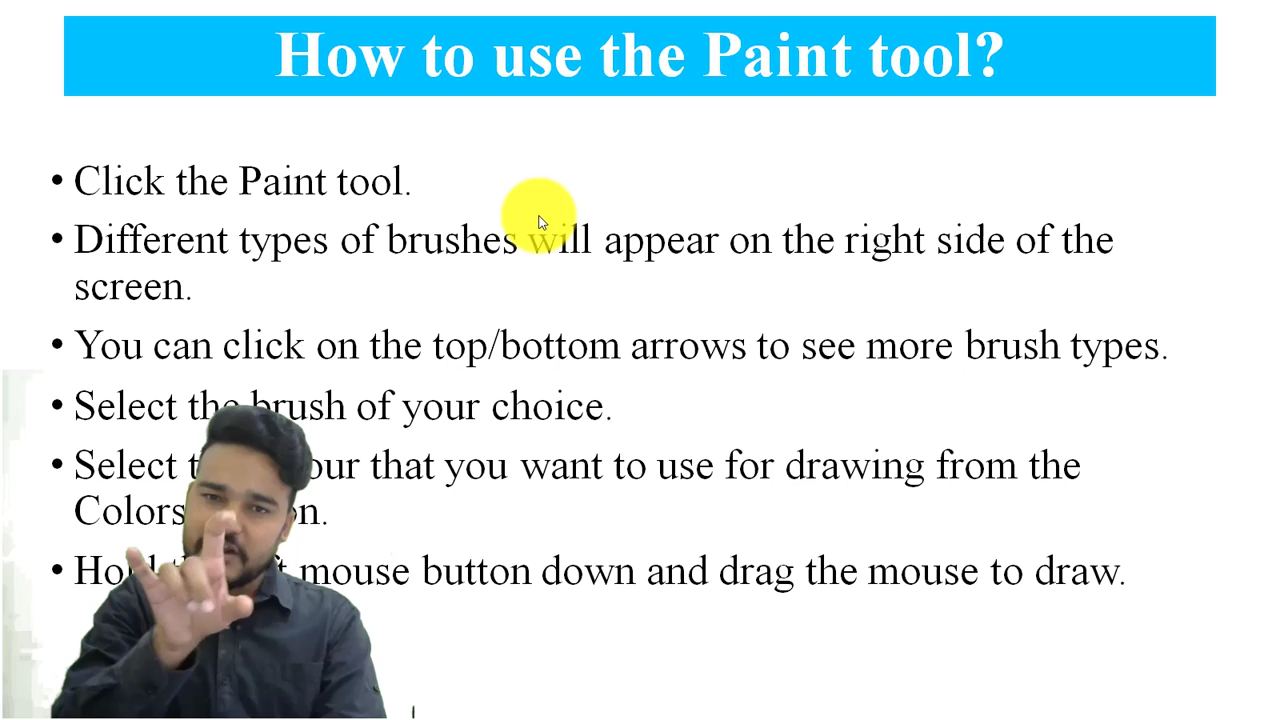 How to use the Paint tool?
• Click the Paint tool.
• Different types of brushes will appear on the right side of the
screen.
• You can click on the top/bottom arrows to see more brush types.
• Select the brush of your choice.
• Select that you want to use for drawing from the
Colors
• mouse button down and drag the mouse to draw.